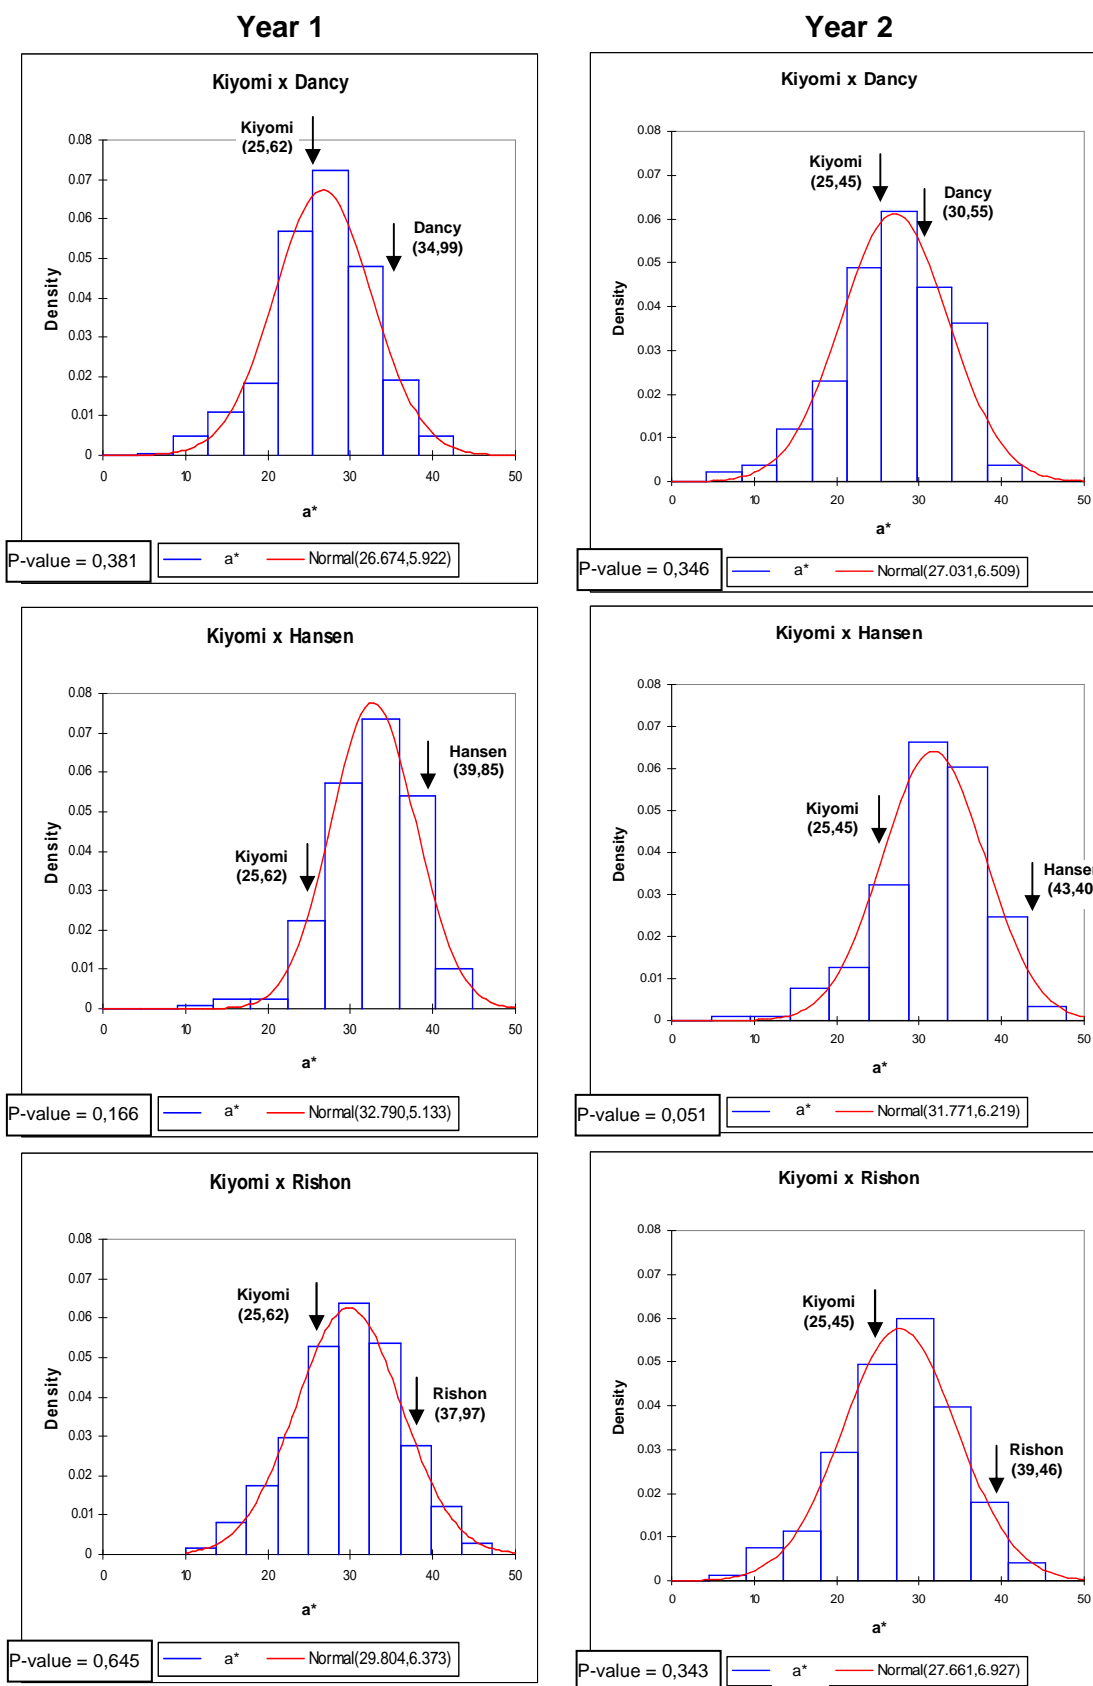 Year 1
Year 2
Kiyomi x Dancy
Kiyomi
(25,62)
Dancy
(34,99)
0.08
0.07
0.06
0.05
0.04
0.03
0.02
0.01
0
Density
0 10 20 30 40 50
a*
P-value = 0,381
a* Normal(26.674,5.922)
Kiyomi x Dancy
Kiyomi
(25,45)
Dancy
(30,55)
0.08
0.07
0.06
0.05
0.04
0.03
0.02
0.01
0
Density
0 10 20 30 40 50
a*
P-value = 0,346
a* Normal(27.031,6.509)
Kiyomi x Hansen
Hansen
(39,85)
Kiyomi
(25,62)
0.08
0.07
0.06
0.05
0.04
0.03
0.02
0.01
0
Density
0 10 20 30 40 50
a*
P-value = 0,166
a* Normal(32.790,5.133)
Kiyomi x Hansen
Kiyomi
(25,45)
Hansen
(43,40
0.08
0.07
0.06
0.05
0.04
0.03
0.02
0.01
0
Density
0 10 20 30 40 50
a*
P-value = 0,051
a* Normal(31.771,6.219)
Kiyomi x Rishon
Kiyomi
(25,62)
Rishon
(37,97)
0.08
0.07
0.06
0.05
0.04
0.03
0.02
0.01
0
Density
0 10 20 30 40 50
a*
P-value = 0,645
a* Normal(29.804,6.373)
Kiyomi x Rishon
Kiyomi
(25,45)
Rishon
(39,46)
0.08
0.07
0.06
0.05
0.04
0.03
0.02
0.01
0
Density
0 10 20 30 40 50
a*
P-value = 0,343
a* Normal(27.661,6.927)